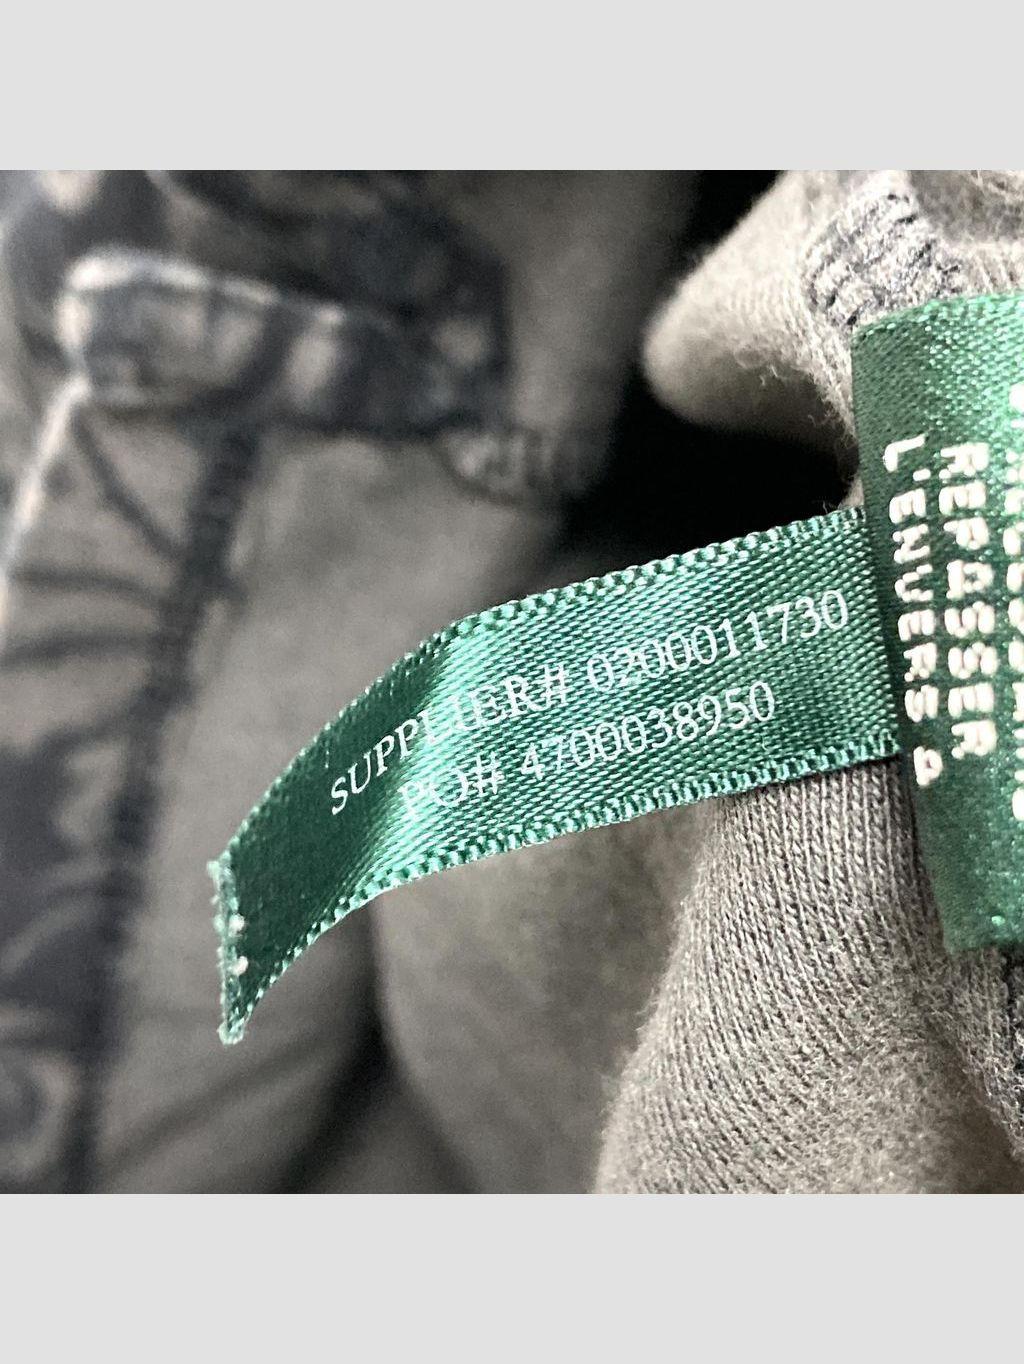 SUPPLIER# 0200011730
PO# 4700038950
REPASSER
L'ENVERS a